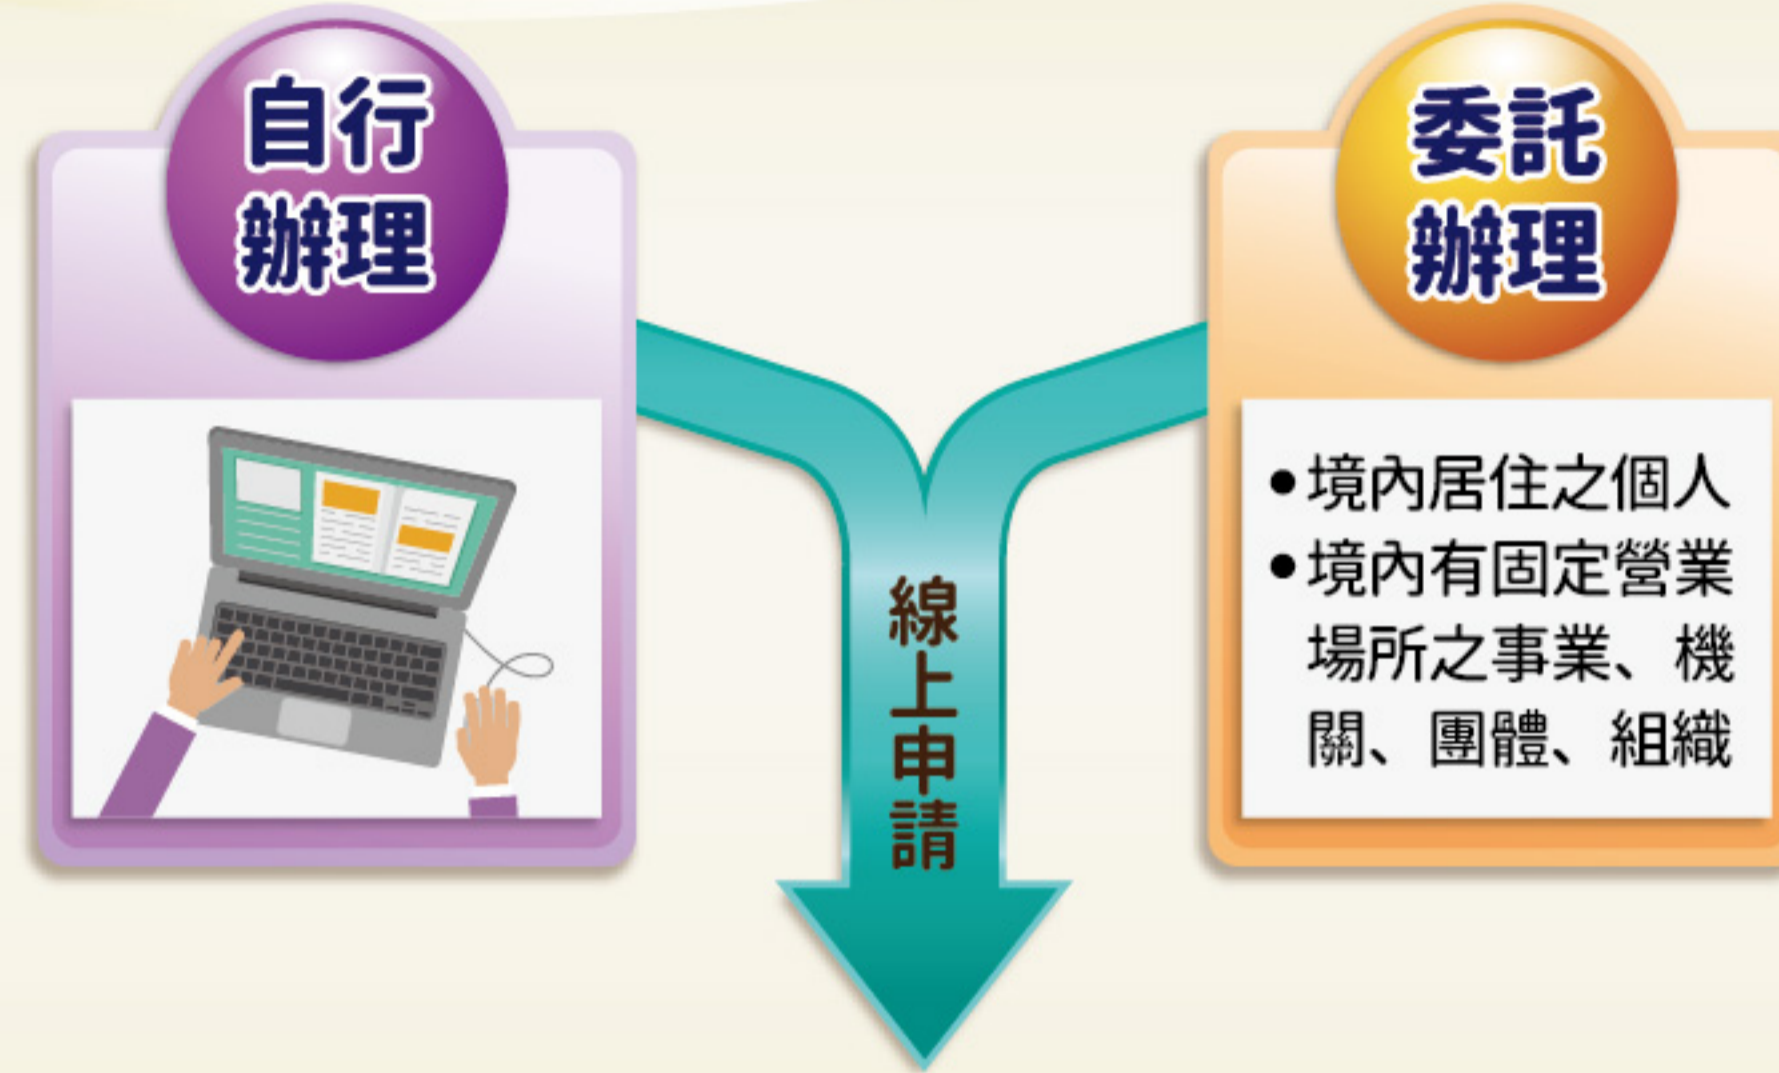 自行
辦理
委託
辦理
•境內居住之個人
•境內有固定營業
場所之事業、機
關、團體、組織
線上申請